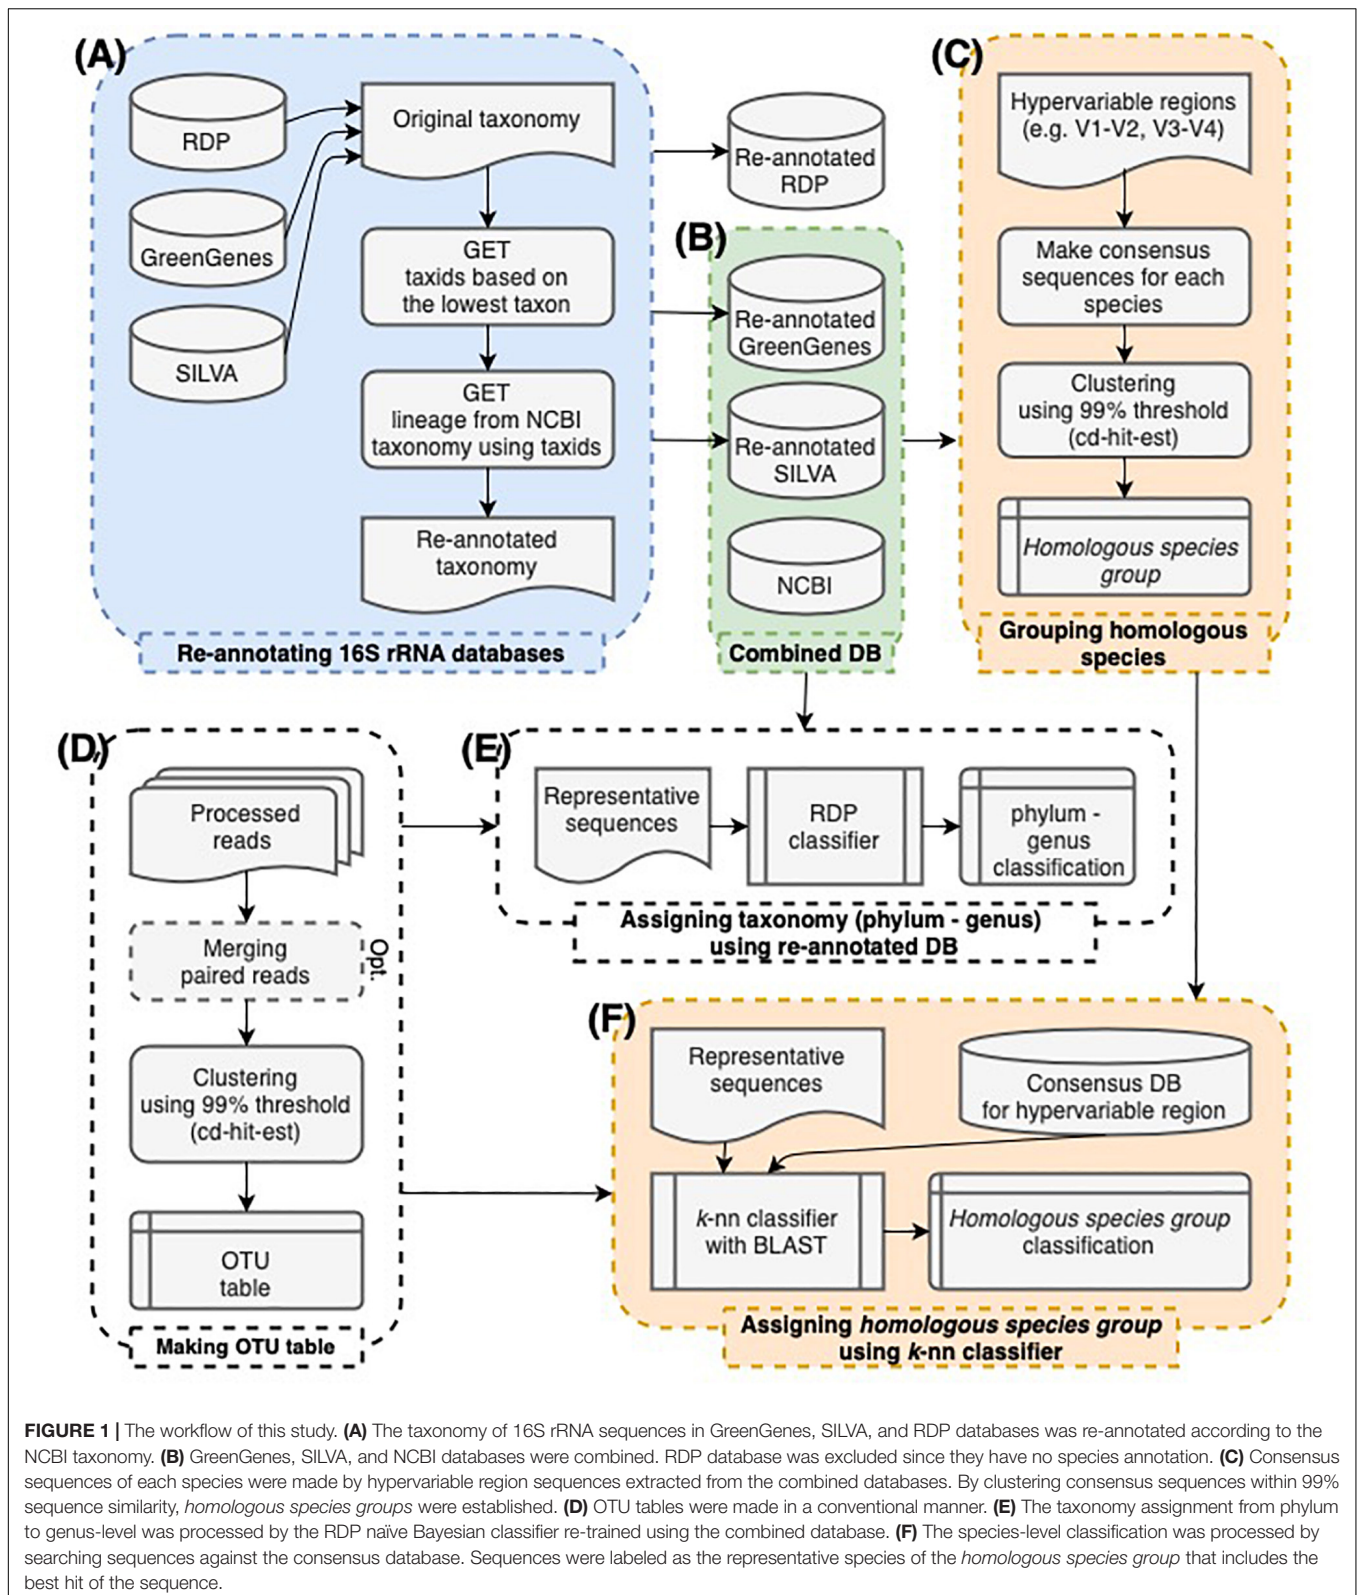 (A)
RDP
GreenGenes
SILVA
Original taxonomy
GET
taxids based on
the lowest taxon
GET
lineage from NCBI
taxonomy using taxids
Re-annotated
taxonomy
Re-annotating 16S rRNA databases
Re-annotated
RDP
(B)
Re-annotated
GreenGenes
Re-annotated
SILVA
NCBI
Combined DB
(C)
Hypervariable regions
(e.g. V1-V2, V3-V4)
Make consensus
sequences for each
species
Clustering
using 99% threshold
(cd-hit-est)
Homologous species
group
Grouping homologous
species
(D)
Processed
reads
Merging
paired reads
Opt.
Clustering
using 99% threshold
(cd-hit-est)
OTU
table
Making OTU table
(E)
Representative
sequences
RDP
classifier
phylum -
genus
classification
Assigning taxonomy (phylum - genus)
using re-annotated DB
(F)
Representative
sequences
Consensus DB
for hypervariable region
k-nn classifier
with BLAST
Homologous species group
classification
Assigning homologous species group
using k-nn classifier
FIGURE 1 | The workflow of this study. (A) The taxonomy of 16S rRNA sequences in GreenGenes, SILVA, and RDP databases was re-annotated according to the
NCBI taxonomy. (B) GreenGenes, SILVA, and NCBI databases were combined. RDP database was excluded since they have no species annotation. (C) Consensus
sequences of each species were made by hypervariable region sequences extracted from the combined databases. By clustering consensus sequences within 99%
sequence similarity, homologous species groups were established. (D) OTU tables were made in a conventional manner. (E) The taxonomy assignment from phylum
to genus-level was processed by the RDP naïve Bayesian classifier re-trained using the combined database. (F) The species-level classification was processed by
searching sequences against the consensus database. Sequences were labeled as the representative species of the homologous species group that includes the
best hit of the sequence.